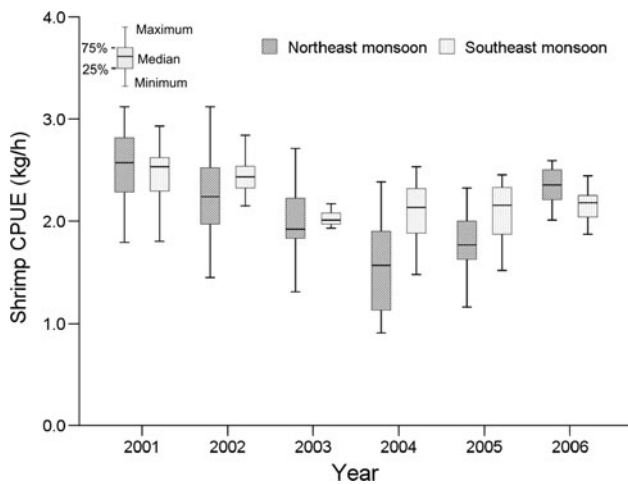 4.0
3.0
2.0
1.0
0.0
Shrimp CPUE (kg/h)
Maximum
75%
Median
25%
Minimum
Northeast monsoon
Southeast monsoon
2001
2002
2003
2004
2005
2006
Year